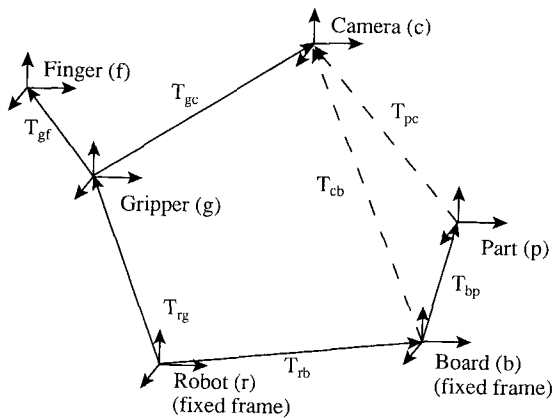 Camera (c)
Finger (f)
T_gc
T_pc
T_gf
T_cb
Gripper (g)
Part (p)
T_bp
T_rg
T_rb
Robot (r)
(fixed frame)
Board (b)
(fixed frame)